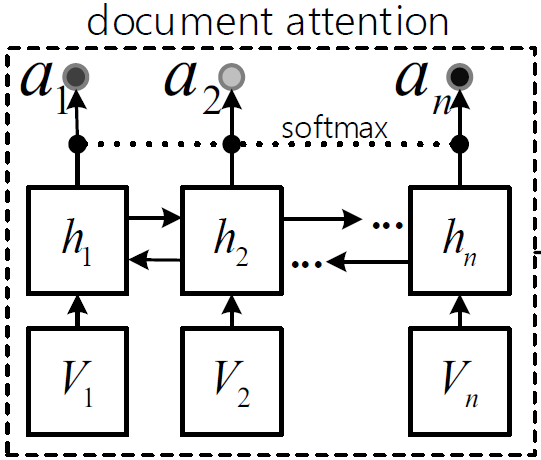 document attention
a1 a2 an
softmax
h1 h2 ... hn
...
V1 V2 Vn